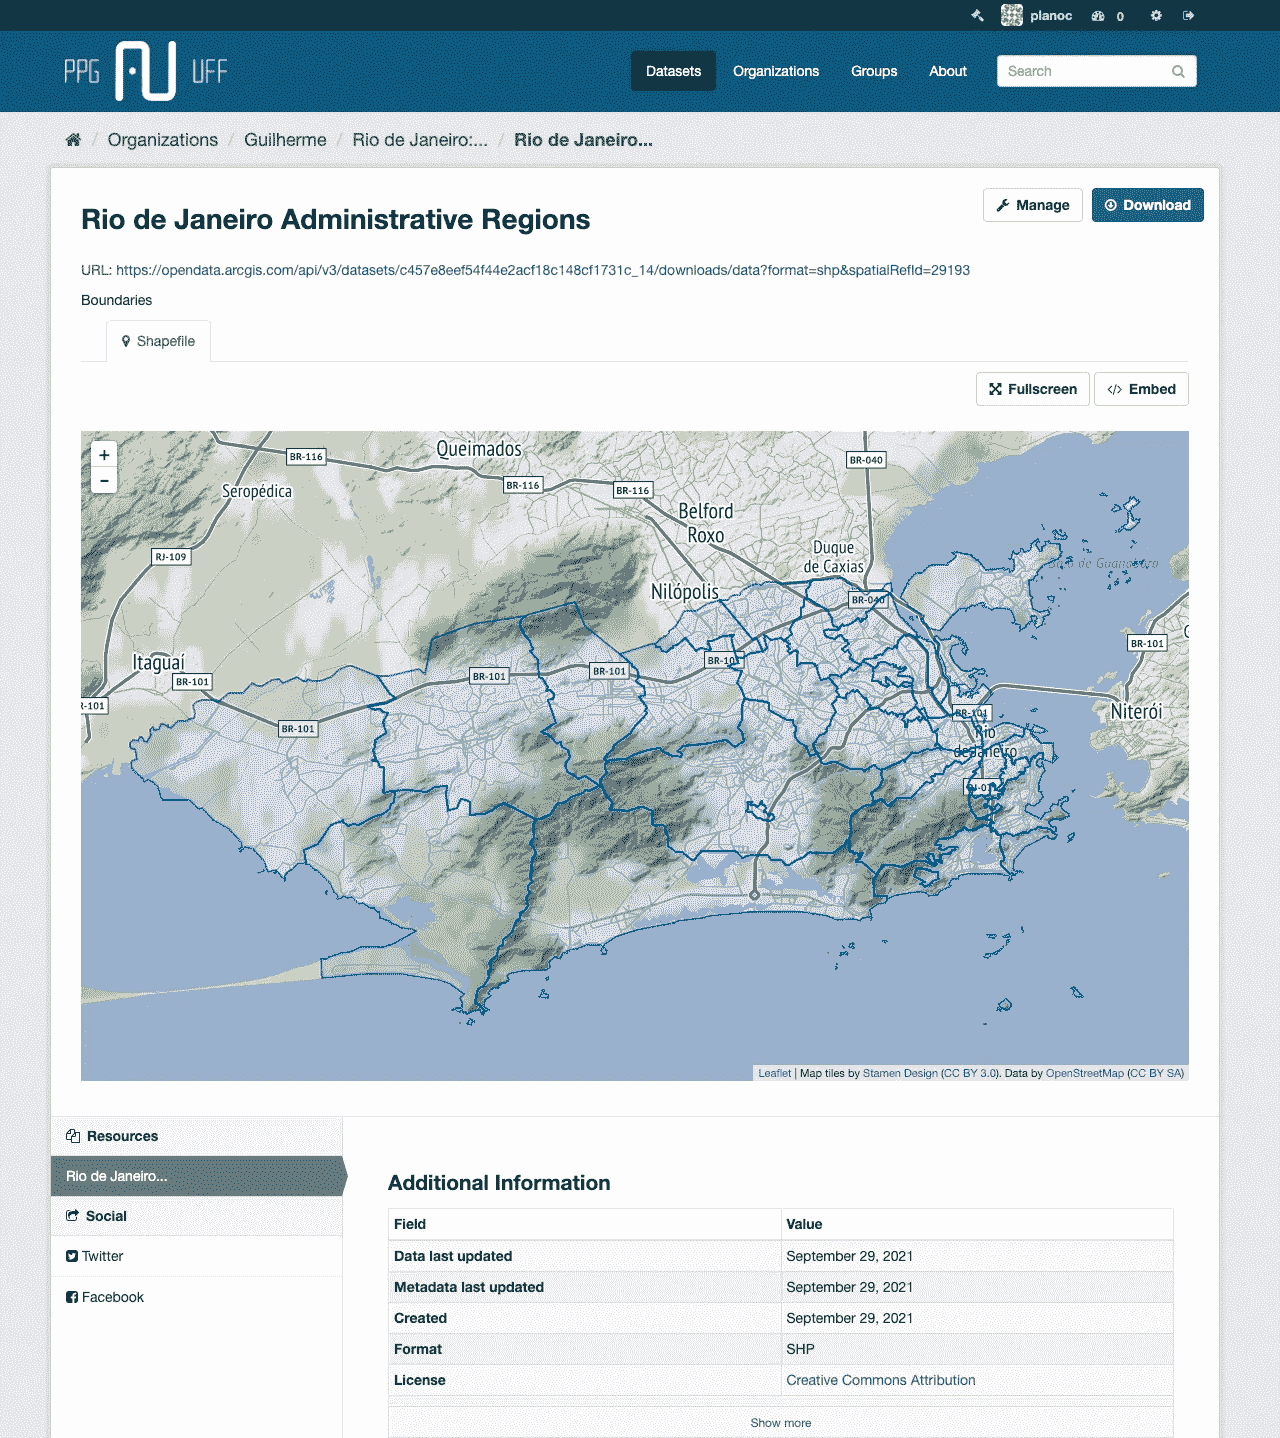 planoc 0
PPG UFF
Datasets Organizations Groups About Search
/ Organizations / Guilherme / Rio de Janeiro:... / Rio de Janeiro...
Manage Download
Rio de Janeiro Administrative Regions
URL: https://opendata.arcgis.com/api/v3/datasets/c457e8eef54f44e2acf18c148cf1731c_14/downloads/data?format=shp&spatialRefId=29193
Boundaries
Shapefile
Fullscreen Embed
+
-
Queimados
BR-116
BR-040
BR-116
BR-116
Seropédica
Belford
Roxo
RJ-109
Duque
de Caxias
Baía de Guanabara
Nilópolis
BR-040
BR-101
Itaguaí
BR-101
BR-101
BR-101
BR-101
-101
BR-101
Niterói
BR-101
Rio
de Janeiro
Leaflet | Map tiles by Stamen Design (CC BY 3.0). Data by OpenStreetMap (CC BY SA)
Resources
Rio de Janeiro...
Social
Twitter
Facebook
Additional Information
Field Value
Data last updated September 29, 2021
Metadata last updated September 29, 2021
Created September 29, 2021
Format SHP
License Creative Commons Attribution
Show more